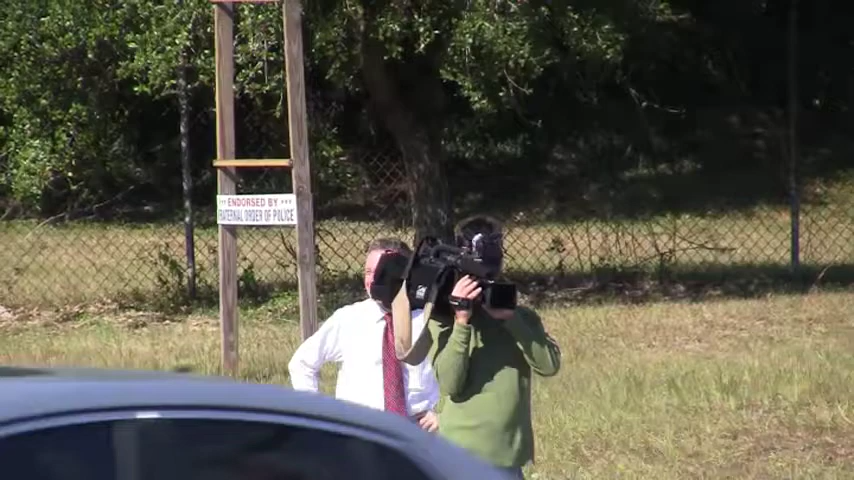 *** ENDORSED BY ***
FRATERNAL ORDER OF POLICE